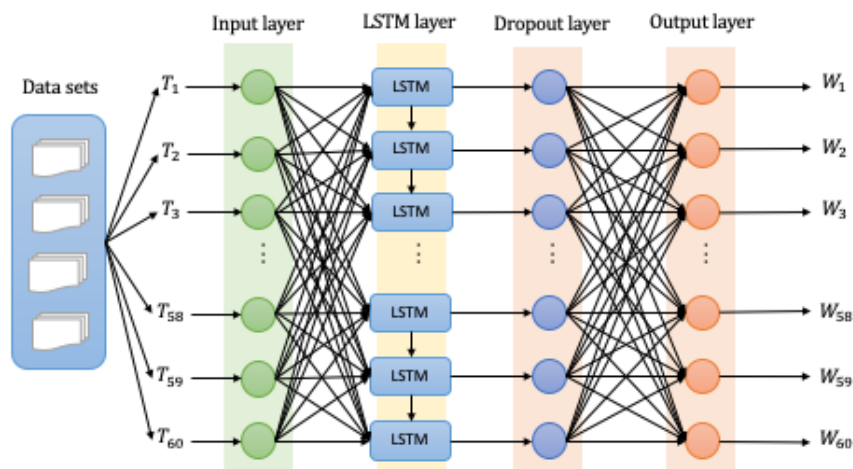 Input layer
LSTM layer
Dropout layer
Output layer
Data sets
T₁
LSTM
W₁
T₂
LSTM
W₂
T₃
LSTM
W₃
T₅₈
LSTM
W₅₈
T₅₉
LSTM
W₅₉
T₆₀
LSTM
W₆₀